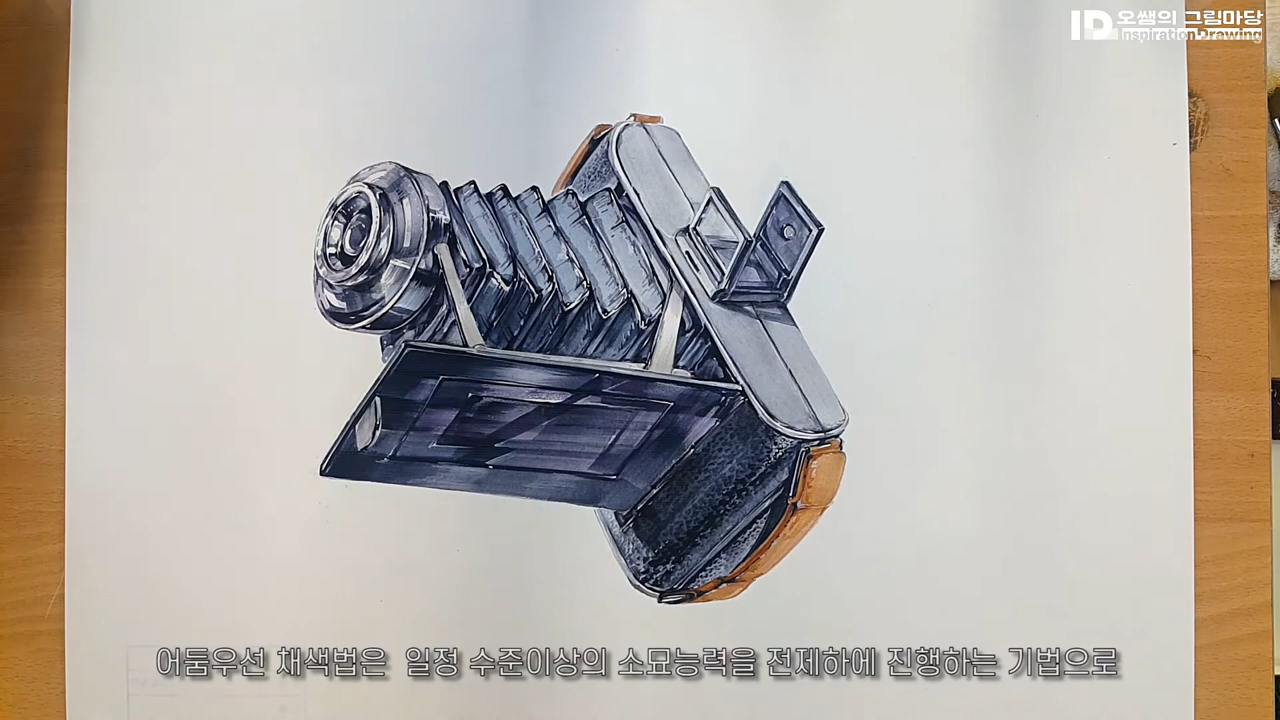 ID 오쌤의 그림마당
Inspiration Drawing
어둠우선 채색법은 일정 수준이상의 소묘능력을 전제하에 진행하는 기법으로